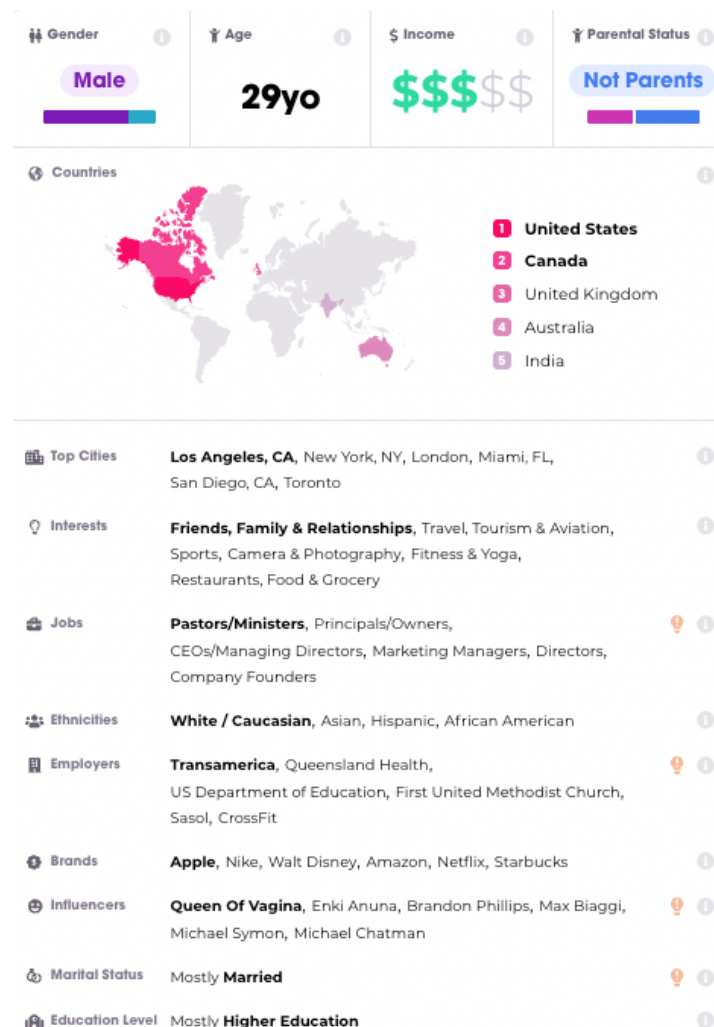 Gender
Age
$ Income
Parental Status
Male
29yo
$$$$$
Not Parents
Countries
1 United States
2 Canada
3 United Kingdom
4 Australia
5 India
Top Cities
Los Angeles, CA, New York, NY, London, Miami, FL,
San Diego, CA, Toronto
Interests
Friends, Family & Relationships, Travel, Tourism & Aviation,
Sports, Camera & Photography, Fitness & Yoga,
Restaurants, Food & Grocery
Jobs
Pastors/Ministers, Principals/Owners,
CEOs/Managing Directors, Marketing Managers, Directors,
Company Founders
Ethnicities
White / Caucasian, Asian, Hispanic, African American
Employers
Transamerica, Queensland Health,
US Department of Education, First United Methodist Church,
Sasol, CrossFit
Brands
Apple, Nike, Walt Disney, Amazon, Netflix, Starbucks
Influencers
Queen Of Vagina, Enki Anuna, Brandon Phillips, Max Biaggi,
Michael Symon, Michael Chatman
Marital Status
Mostly Married
Education Level
Mostly Higher Education